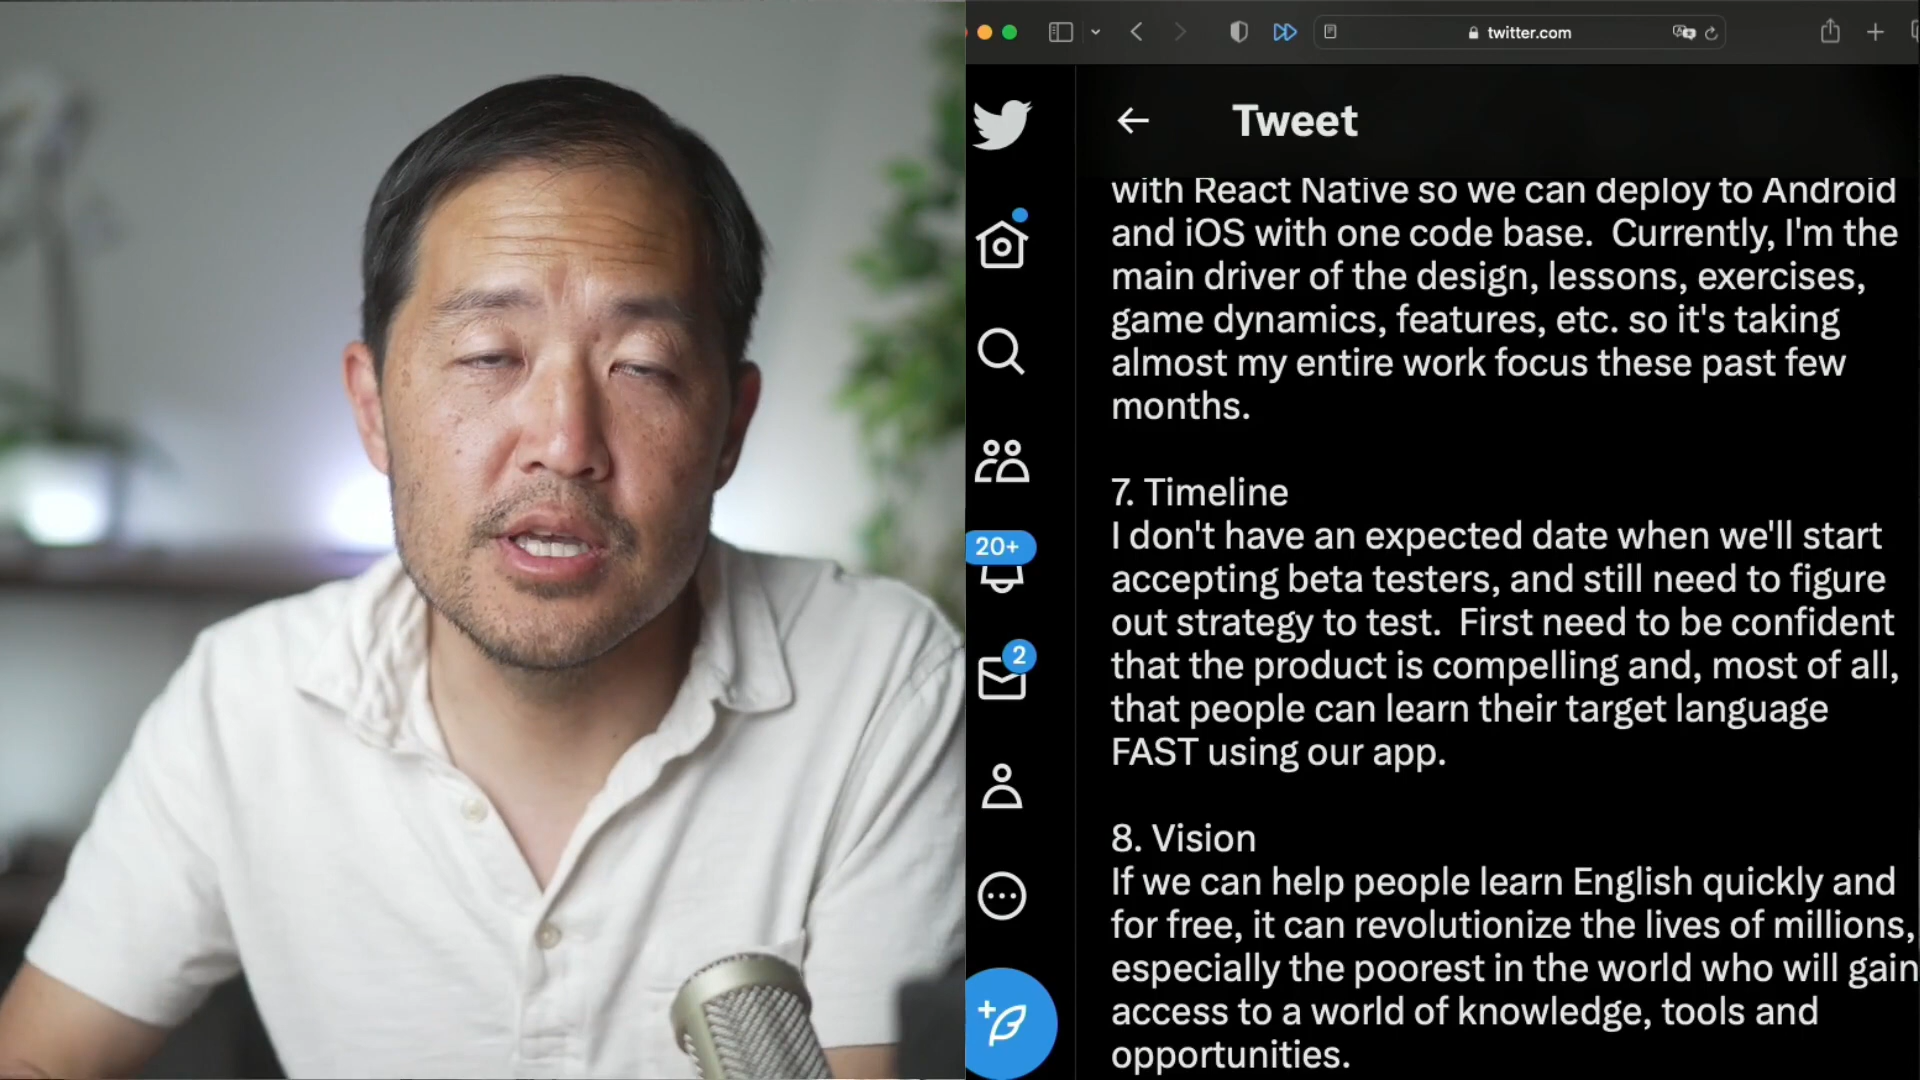 twitter.com
Tweet
with React Native so we can deploy to Android
and iOS with one code base.  Currently, I'm the
main driver of the design, lessons, exercises,
game dynamics, features, etc. so it's taking
almost my entire work focus these past few
months.
7. Timeline
I don't have an expected date when we'll start
accepting beta testers, and still need to figure
out strategy to test.  First need to be confident
that the product is compelling and, most of all,
that people can learn their target language
FAST using our app.
8. Vision
If we can help people learn English quickly and
for free, it can revolutionize the lives of millions,
especially the poorest in the world who will gain
access to a world of knowledge, tools and
opportunities.
20+
2